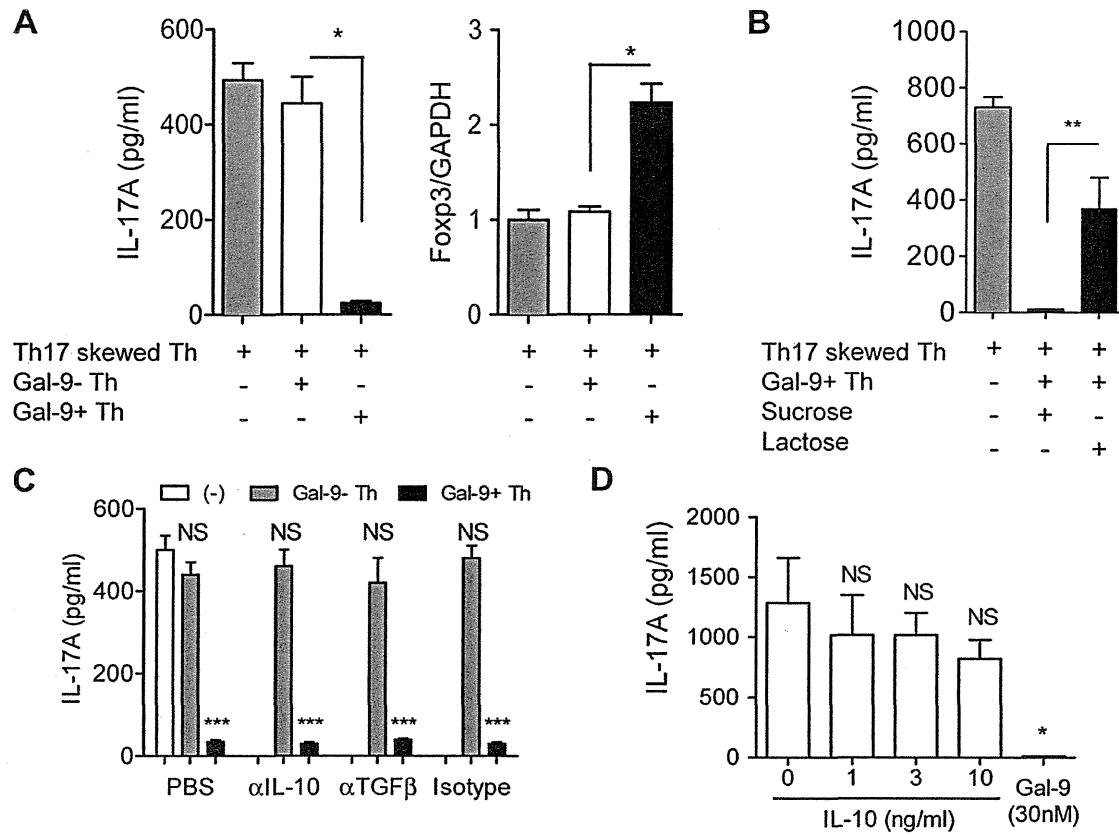 A
600
400
200
0
IL-17A (pg/ml)
*
3
2
1
0
Foxp3/GAPDH
*
Th17 skewed Th + + + + + +
Gal-9- Th - + - - + -
Gal-9+ Th - - + - - +
B
1000
800
600
400
200
0
IL-17A (pg/ml)
**
Th17 skewed Th + + +
Gal-9+ Th - + +
Sucrose - + -
Lactose - - +
C
(-) Gal-9- Th Gal-9+ Th
600
400
200
0
IL-17A (pg/ml)
NS NS NS NS
*** *** *** ***
PBS αIL-10 αTGFβ Isotype
D
2000
1500
1000
500
0
IL-17A (pg/ml)
NS NS NS
*
0 1 3 10 Gal-9
IL-10 (ng/ml) (30nM)